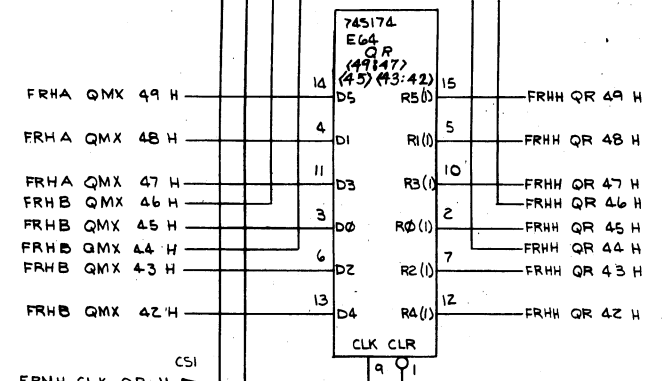 74S174
E64
QR
(49:47)
(45)(43:42)
FRHA QMX 49 H 14 D5 R5(1) 15 FRHH QR 49 H
FRHA QMX 48 H 4 D1 R1(1) 5 FRHH QR 48 H
FRHA QMX 47 H 11 D3 R3(1) 10 FRHH QR 47 H
FRHB QMX 46 H FRHH QR 46 H
FRHB QMX 45 H 3 D0 R0(1) 2 FRHH QR 45 H
FRHB QMX 44 H FRHH QR 44 H
FRHB QMX 43 H 6 D2 R2(1) 7 FRHH QR 43 H
FRHB QMX 42 H 13 D4 R4(1) 12 FRHH QR 42 H
CLK CLR
CS1 9 1
CLK QR H